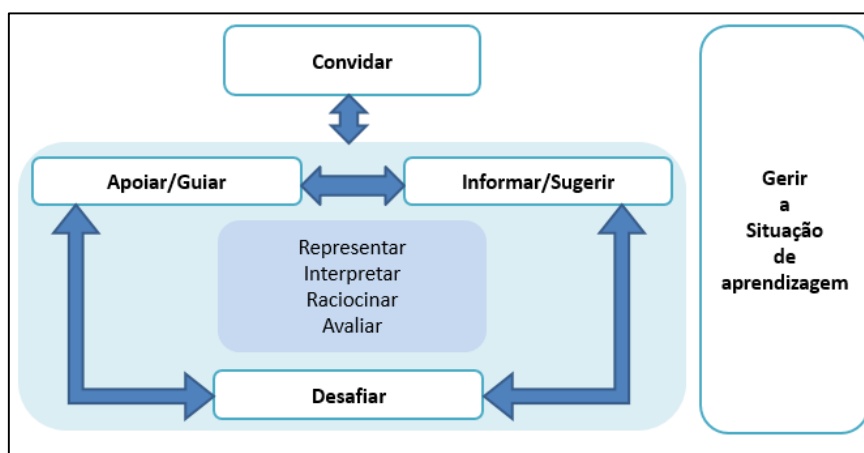 Convidar
Apoiar/Guiar
Informar/Sugerir
Representar
Interpretar
Raciocinar
Avaliar
Desafiar
Gerir
a
Situação
de
aprendizagem